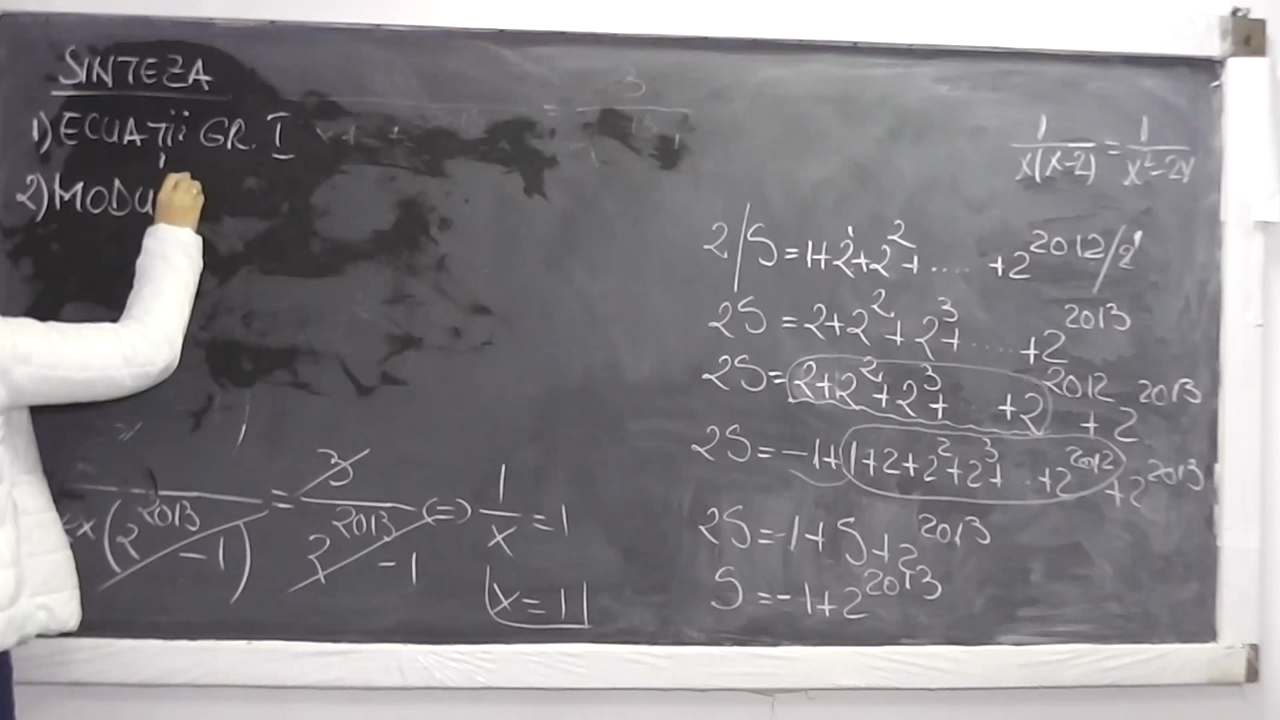 SINTEZA
1) ECUAȚII GR. I
2) MODU
= 3
1/(x(x-2)) = 1/(x²-2x)
2/S = 1+2¹+2²+ ..... +2^2012 /2
2S = 2+2²+2³+ ..... +2^2013
2S = 2+2²+2³+ +2^2012 +2^2013
2S = -1+(1+2+2²+2³+ ..+2^2012)+2^2013
2S = -1+S+2^2013
S = -1+2^2013
x(2^2013 -1) = 3/(2^2013 -1) <=> 1/x = 1
x = 1